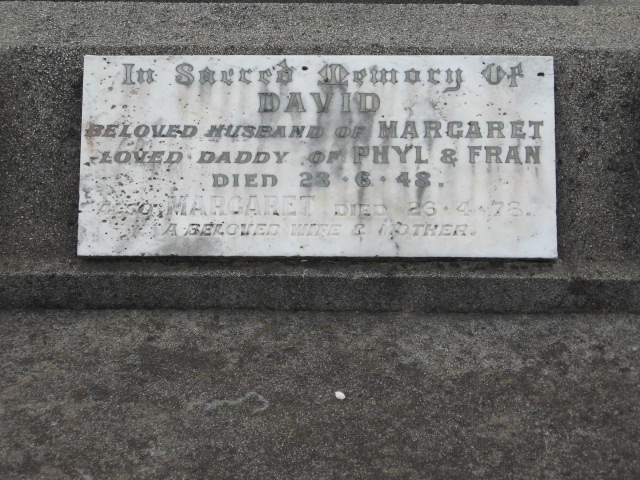 In Sacred Memory Of
DAVID
BELOVED HUSBAND OF MARGARET
LOVED DADDY OF PHYL & FRAN
DIED 23·6·48.
ALSO MARGARET DIED 26·4·78.
A BELOVED WIFE & MOTHER.